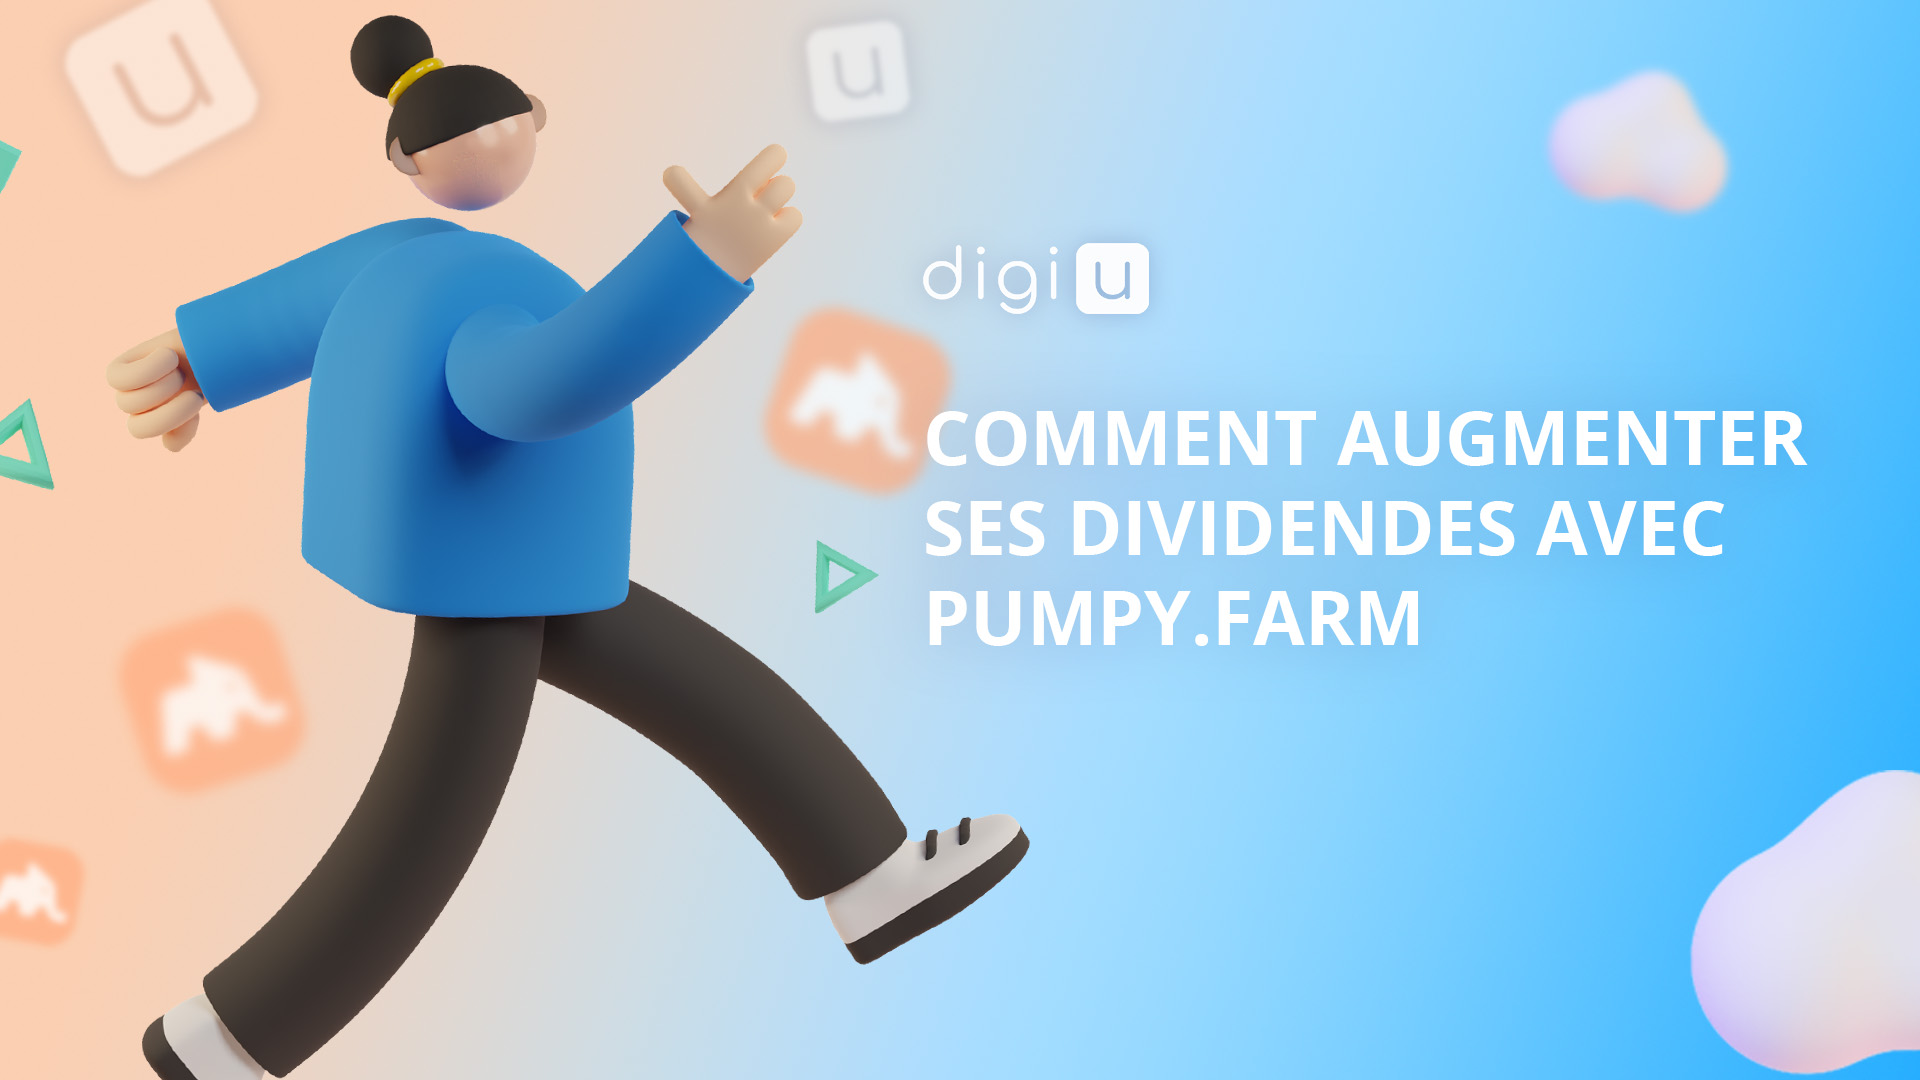 u
u
digi u
COMMENT AUGMENTER
SES DIVIDENDES AVEC
PUMPY.FARM